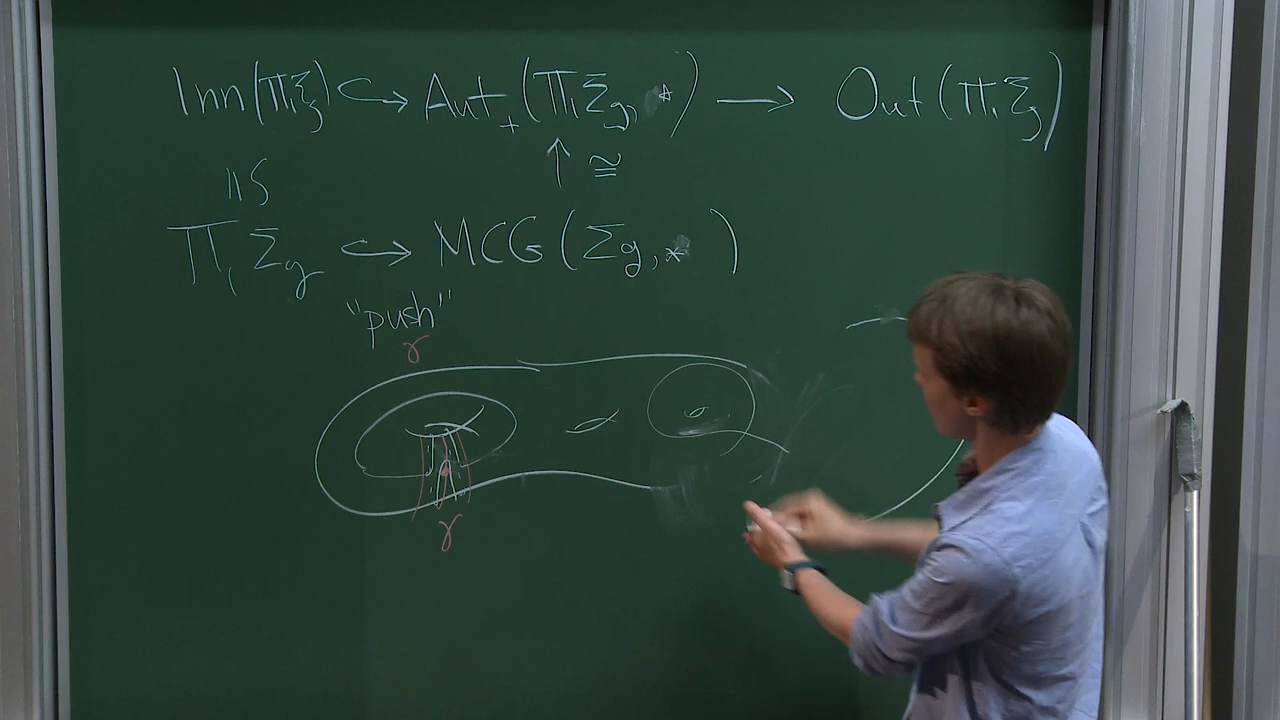 Inn(π₁Σg) ↪ Aut₊(π₁Σg,*) → Out(π₁Σg)
∥S ↑ ≅
π₁Σg ↪ MCG(Σg,*)
"push"
γ
γ